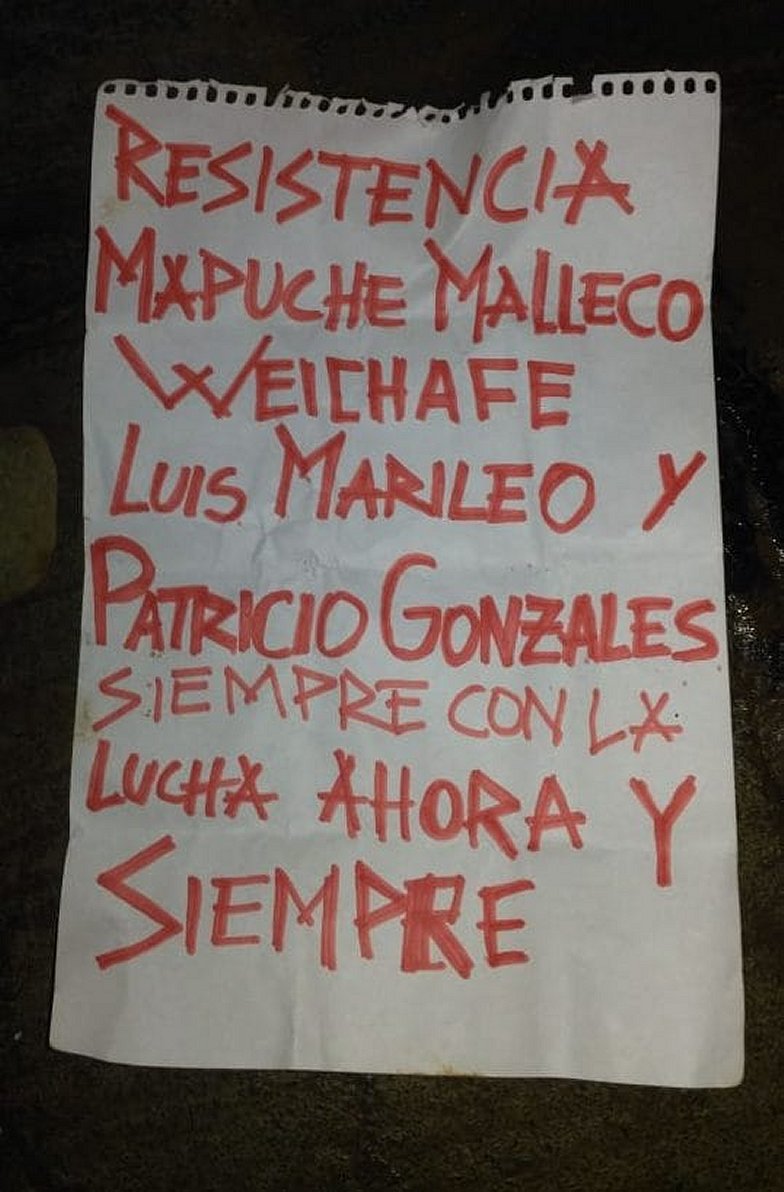 RESISTENCIA
MAPUCHE MALLECO
WEICHAFE
LUIS MARILEO Y
PATRICIO GONZALES
SIEMPRE CON LA
LUCHA AHORA Y
SIEMPRE